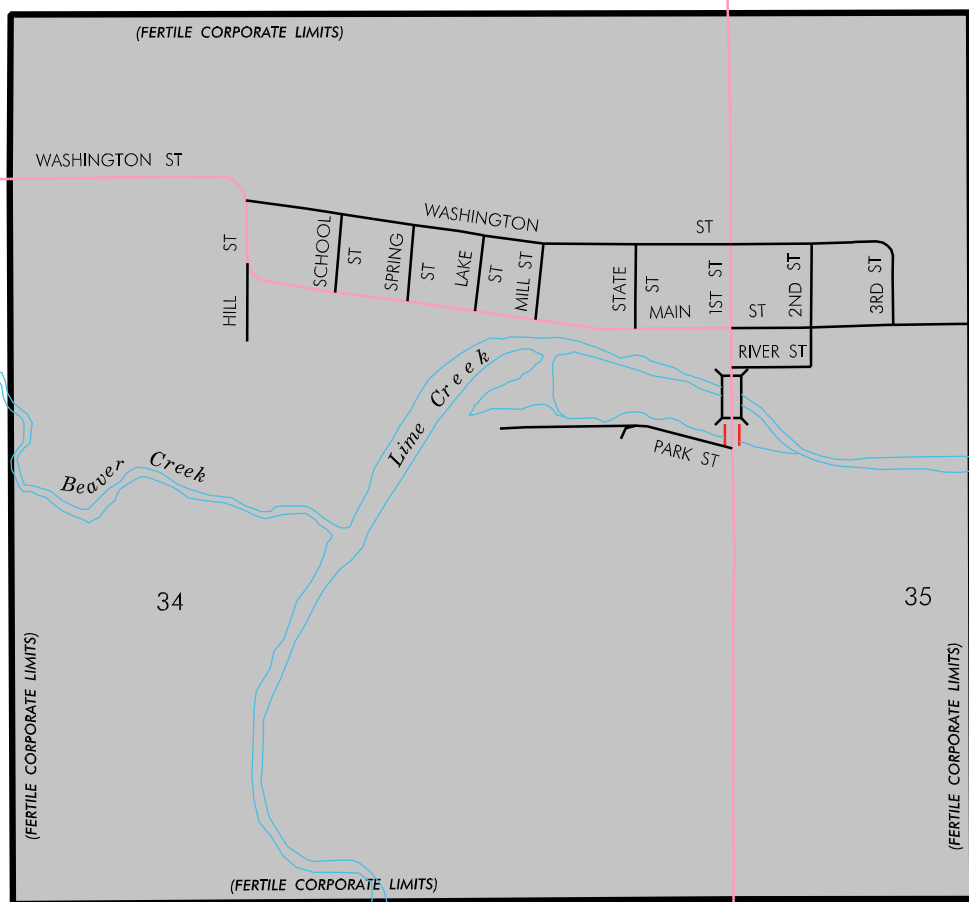 (FERTILE CORPORATE LIMITS)
WASHINGTON ST
WASHINGTON ST
HILL ST
SCHOOL ST
SPRING ST
LAKE ST
MILL ST
STATE ST
MAIN ST
1ST ST
2ND ST
3RD ST
RIVER ST
PARK ST
Lime Creek
Beaver Creek
34
35
(FERTILE CORPORATE LIMITS)
(FERTILE CORPORATE LIMITS)
(FERTILE CORPORATE LIMITS)